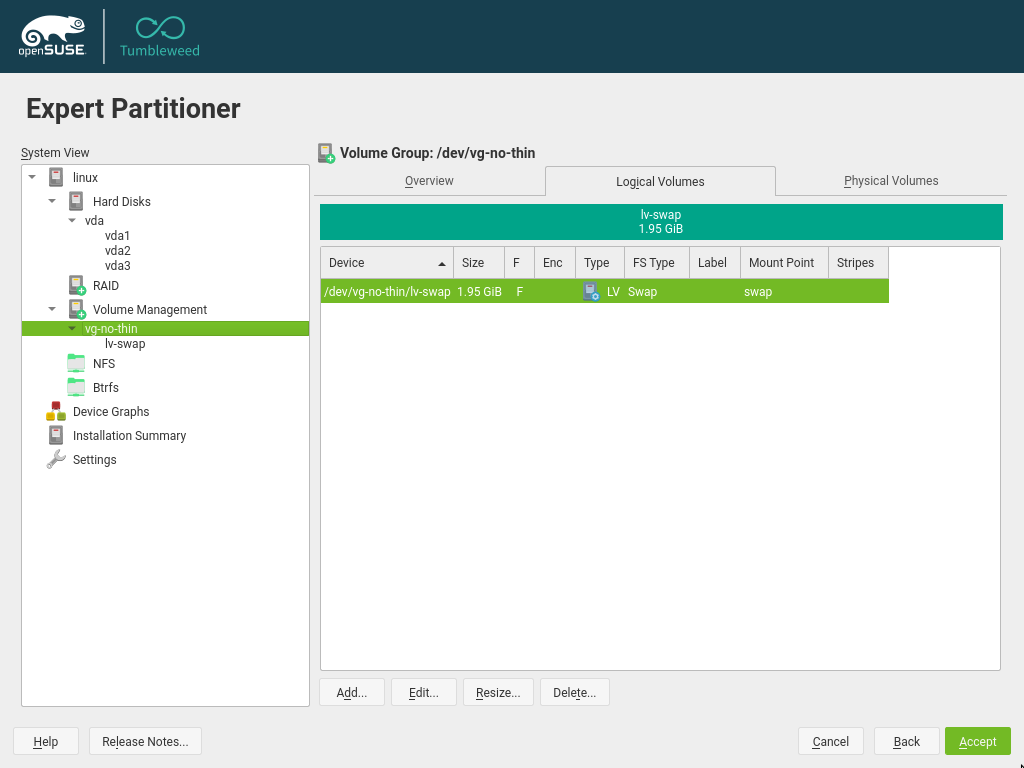 openSUSE
Tumbleweed
Expert Partitioner
System View
linux
Hard Disks
vda
vda1
vda2
vda3
RAID
Volume Management
vg-no-thin
lv-swap
NFS
Btrfs
Device Graphs
Installation Summary
Settings
Volume Group: /dev/vg-no-thin
Overview Logical Volumes Physical Volumes
lv-swap
1.95 GiB
Device Size F Enc Type FS Type Label Mount Point Stripes
/dev/vg-no-thin/lv-swap 1.95 GiB F LV Swap swap
Add... Edit... Resize... Delete...
Help Release Notes... Cancel Back Accept